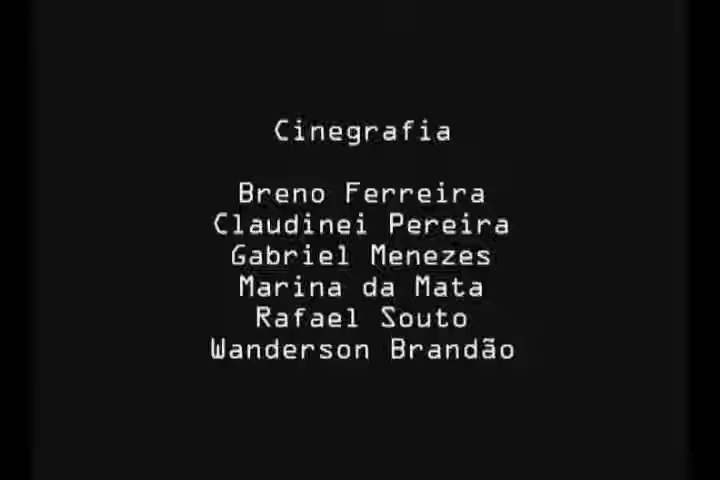 Cinegrafia
Breno Ferreira
Claudinei Pereira
Gabriel Menezes
Marina da Mata
Rafael Souto
Wanderson Brandão